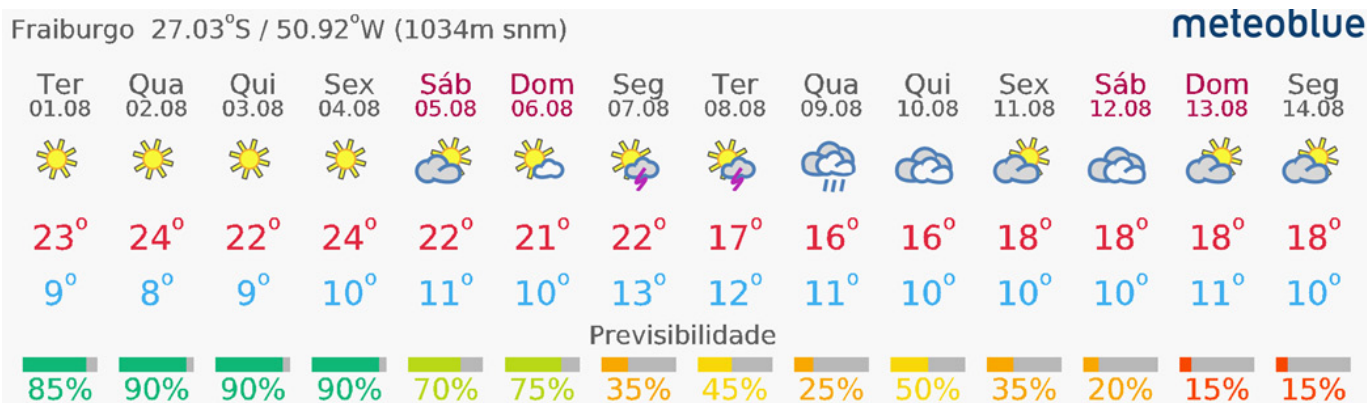 Fraiburgo 27.03°S / 50.92°W (1034m snm)
meteoblue
Ter Qua Qui Sex Sáb Dom Seg Ter Qua Qui Sex Sáb Dom Seg
01.08 02.08 03.08 04.08 05.08 06.08 07.08 08.08 09.08 10.08 11.08 12.08 13.08 14.08
23° 24° 22° 24° 22° 21° 22° 17° 16° 16° 18° 18° 18° 18°
9° 8° 9° 10° 11° 10° 13° 12° 11° 10° 10° 10° 11° 10°
Previsibilidade
85% 90% 90% 90% 70% 75% 35% 45% 25% 50% 35% 20% 15% 15%